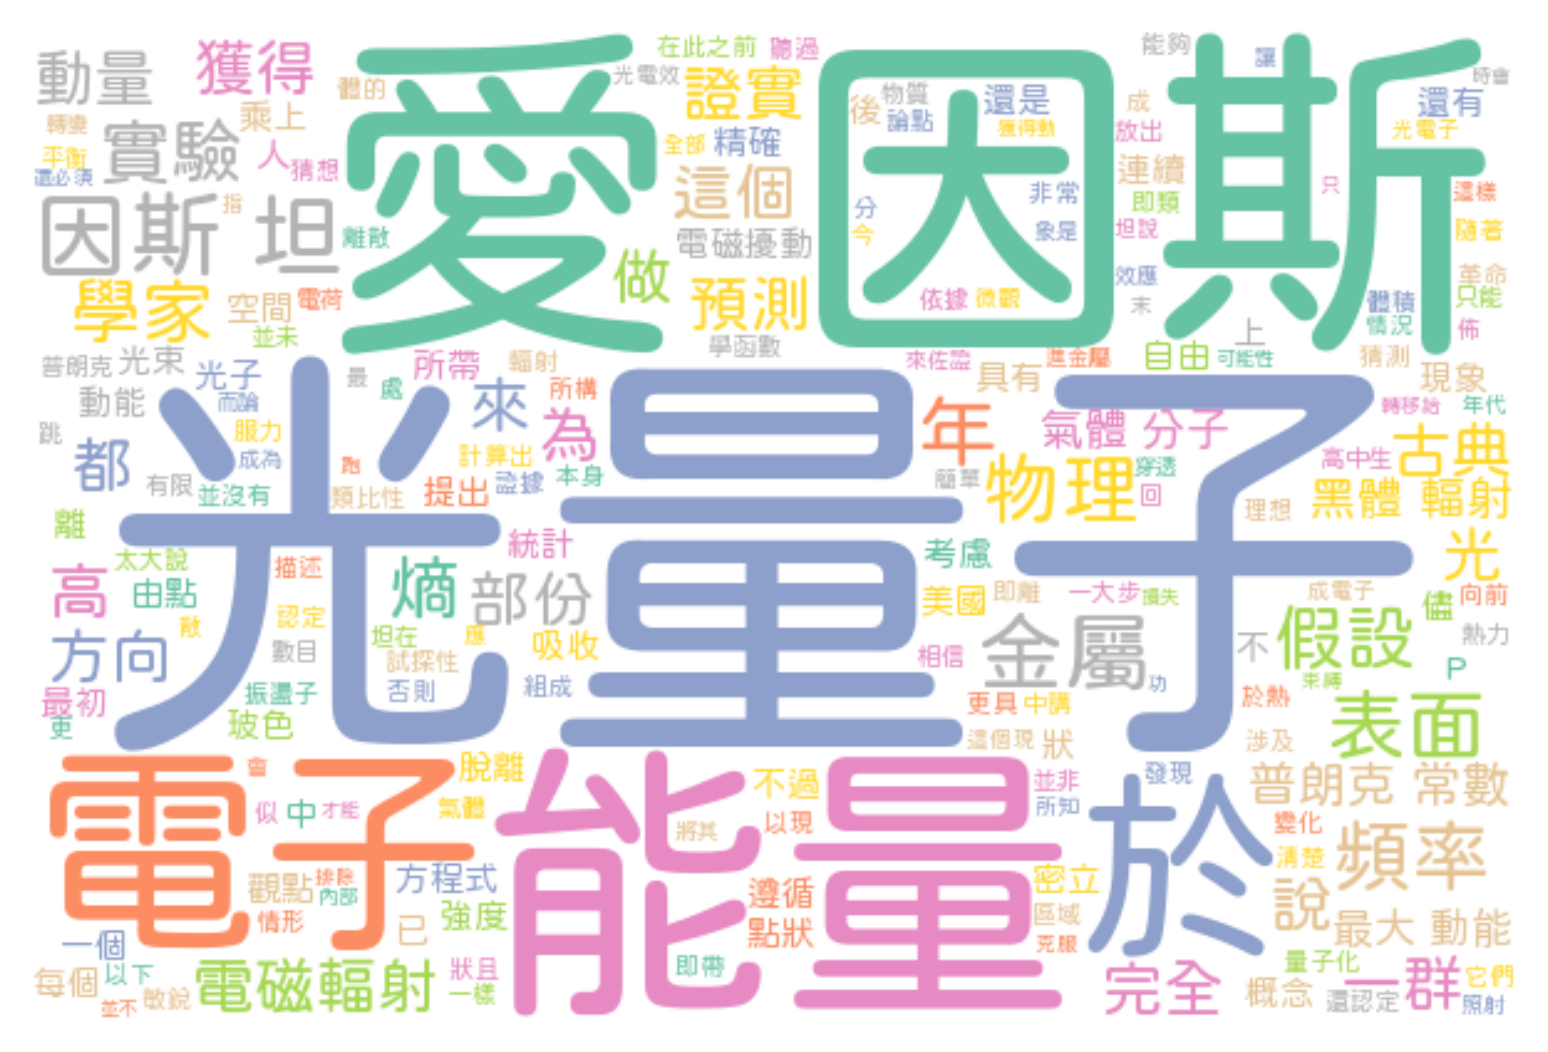 愛因斯
光量子
電子
能量
於
動量
獲得
體的
光電效
在此之前
聽過
證實
能夠
讓
時會
還有
轉變
乘上
平衡
還必須
實驗
人
猜想
全部
精確
物質
後
論點
還是
獲得動
成
放出
光電子
因斯 坦
指
離散
這個
電磁擾動
分
今
非常
象是
連續
即類
坦說
只
這樣
隨著
學家
空間
電荷
並未
做
預測
學函數
依據
微觀
效應
末
上
體積
情況
革命
只能
佈
普朗克
光束
光子
所帶
輻射
來佐證
進金屬
自由
可能性
猜測
現象
動能
而論
最
處
來
所構
為
年
具有
氣體 分子
轉移給
年代
跳
都
服力
成為
計算出
本身
物理
簡單
穿透
回
高中生
古典
有限
並沒有
跑
類比性
提出
證據
理想
黑體 輻射
離
太大說
由點
高
描述
熵
部份
統計
考慮
美國
即離
一大步
損失
成電子
光
儘
向前
方向
散
認定
坦在
數目
試探性
應
吸收
相信
金屬
不
假設
熱力
P
最初
更
振盪子
玻色
否則
組成
功
更具
中講
於熱
束縛
表面
這個現
狀
涉及
會
似
中
才能
脫離
氣體
不過
將其
以現
並非
所知
發現
普朗克 常數
變化
清楚
頻率
觀點
排除
內部
情形
方程式
已
強度
遵循
點狀
即帶
密立
區域
克服
說
最大 動能
一個
每個
以下
並不
敏銳
電磁輻射
狀且
一樣
完全
量子化
概念
還認定
一群
它們
照射